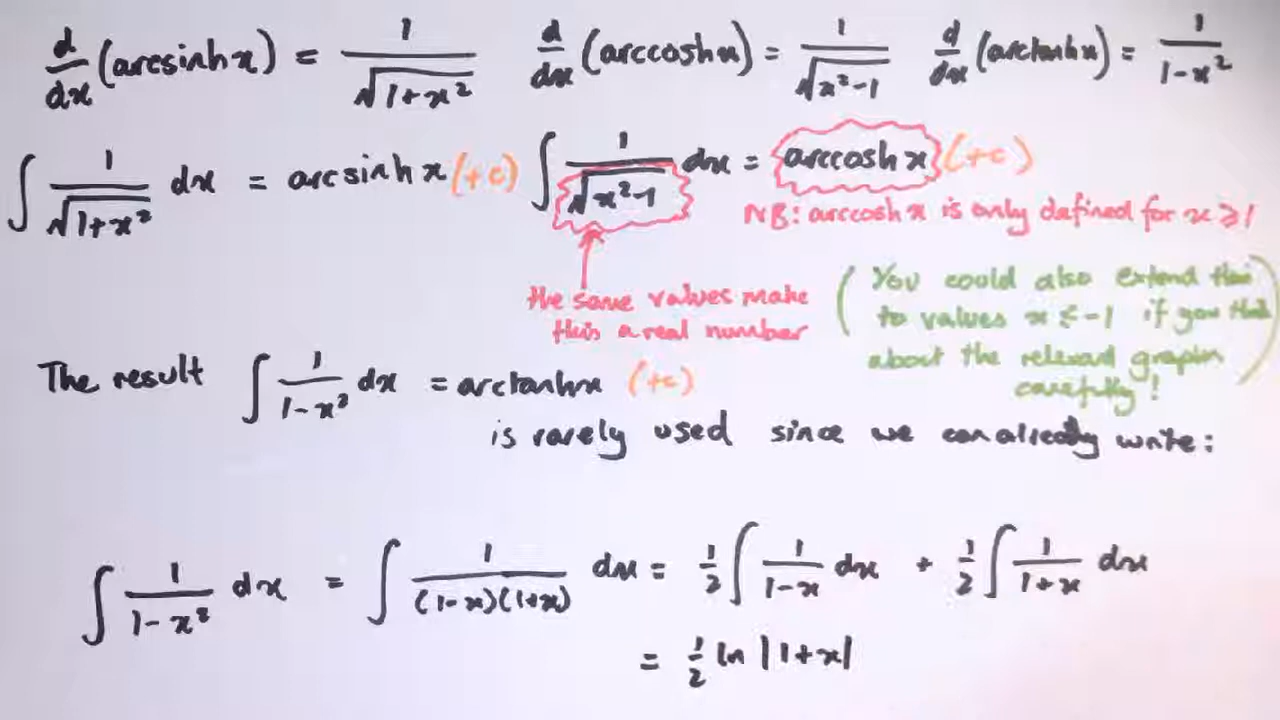 d/dx (arcsinh x) = 1/√(1+x²)   d/dx (arccosh x) = 1/√(x²-1)   d/dx (arctanh x) = 1/(1-x²)
∫ 1/√(1+x²) dx = arcsinh x (+c)   ∫ 1/√(x²-1) dx = arccosh x (+c)
NB: arccosh x is only defined for x ≥ 1
the same values make
this a real number
(You could also extend this
to values x ≤ -1 if you think
about the relevant graphs
carefully!)
The result ∫ 1/(1-x²) dx = arctanh x (+c)
is rarely used since we can already write:
∫ 1/(1-x²) dx = ∫ 1/((1-x)(1+x)) dx = ½ ∫ 1/(1-x) dx + ½ ∫ 1/(1+x) dx
= ½ ln |1+x|